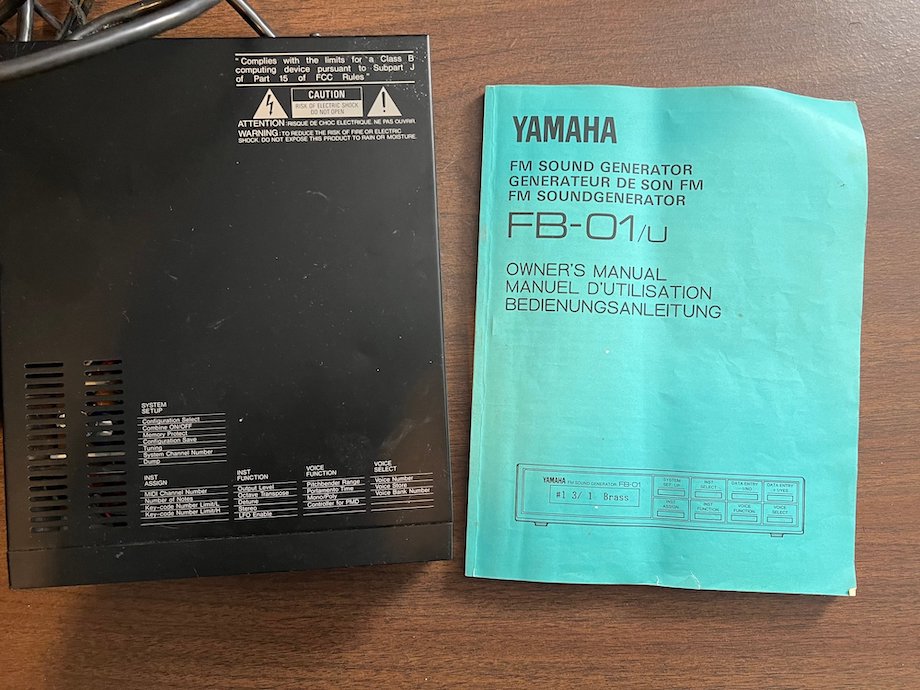 "Complies with the limits for a Class B
computing device pursuant to Subpart J
of Part 15 of FCC Rules"
CAUTION
RISK OF ELECTRIC SHOCK
DO NOT OPEN
ATTENTION: RISQUE DE CHOC ELECTRIQUE. NE PAS OUVRIR.
WARNING: TO REDUCE THE RISK OF FIRE OR ELECTRIC
SHOCK. DO NOT EXPOSE THIS PRODUCT TO RAIN OR MOISTURE.
SYSTEM
SETUP
Configuration Select
Combine ON/OFF
Memory Protect
Configuration Save
Tuning
System Channel Number
Dump
INST
ASSIGN
MIDI Channel Number
Number of Notes
Key-code Number Limit/L
Key-code Number Limit/H
INST
FUNCTION
Output Level
Octave Transpose
Detune
Stereo
LFO Enable
VOICE
FUNCTION
Pitchbender Range
Portamento Time
Mono/Poly
Controller for PMD
VOICE
SELECT
Voice Number
Voice Store
Voice Bank Number
YAMAHA
FM SOUND GENERATOR
GENERATEUR DE SON FM
FM SOUNDGENERATOR
FB-01/U
OWNER'S MANUAL
MANUEL D'UTILISATION
BEDIENUNGSANLEITUNG
YAMAHA FM SOUND GENERATOR FB-01
#1 3/ 1 Brass
SYSTEM
SET UP
INST
SELECT
DATA ENTRY
-1/NO
DATA ENTRY
+1/YES
INST
ASSIGN
INST
FUNCTION
VOICE
FUNCTION
VOICE
SELECT